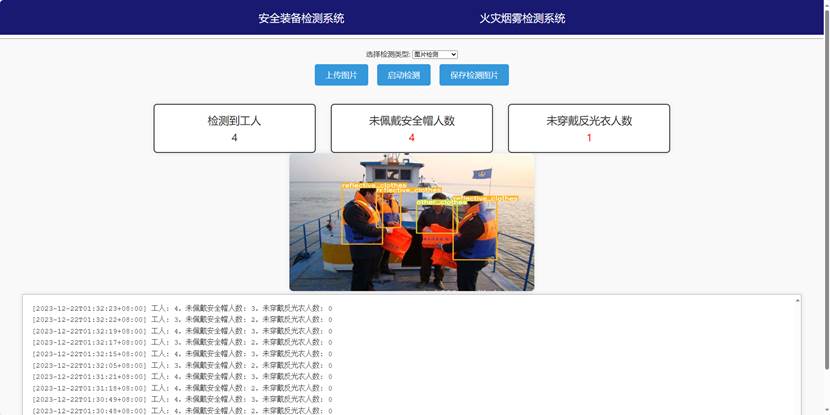 安全装备检测系统 火灾烟雾检测系统
选择检测类型: 图片检测
上传图片 启动检测 保存检测图片
检测到工人 未佩戴安全帽人数 未穿戴反光衣人数
4 4 1
reflective_clothes
reflective_clothes
reflective_clothes
other_clothes
[2023-12-22T01:32:23+08:00] 工人: 4，未佩戴安全帽人数: 3，未穿戴反光衣人数: 0
[2023-12-22T01:32:22+08:00] 工人: 3，未佩戴安全帽人数: 2，未穿戴反光衣人数: 0
[2023-12-22T01:32:19+08:00] 工人: 4，未佩戴安全帽人数: 3，未穿戴反光衣人数: 0
[2023-12-22T01:32:17+08:00] 工人: 3，未佩戴安全帽人数: 2，未穿戴反光衣人数: 0
[2023-12-22T01:32:15+08:00] 工人: 4，未佩戴安全帽人数: 3，未穿戴反光衣人数: 0
[2023-12-22T01:32:05+08:00] 工人: 3，未佩戴安全帽人数: 2，未穿戴反光衣人数: 0
[2023-12-22T01:31:21+08:00] 工人: 4，未佩戴安全帽人数: 3，未穿戴反光衣人数: 0
[2023-12-22T01:31:18+08:00] 工人: 4，未佩戴安全帽人数: 2，未穿戴反光衣人数: 0
[2023-12-22T01:30:49+08:00] 工人: 4，未佩戴安全帽人数: 3，未穿戴反光衣人数: 0
[2023-12-22T01:30:48+08:00] 工人: 4，未佩戴安全帽人数: 2，未穿戴反光衣人数: 0